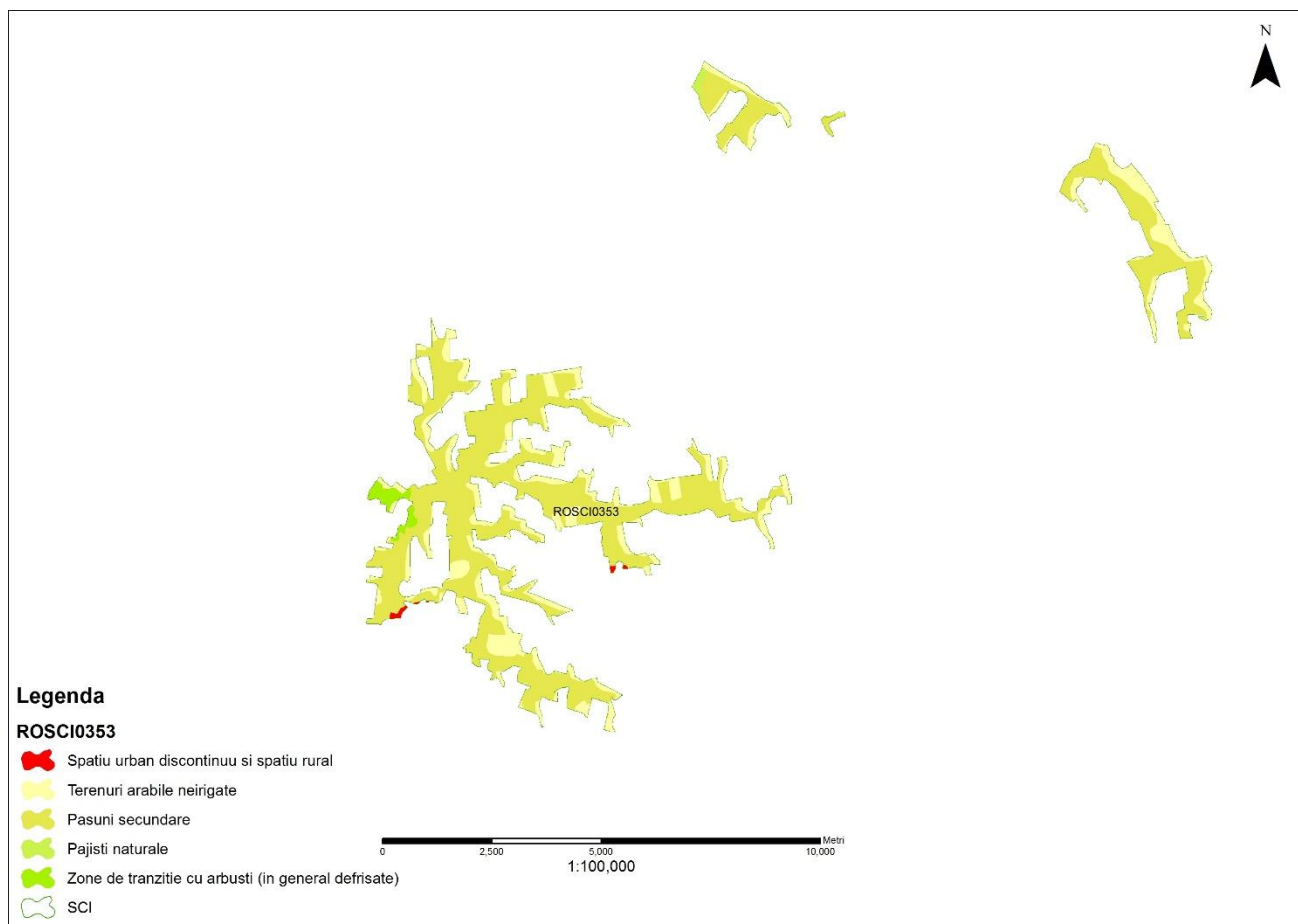 N
ROSCI0353
Legenda
ROSCI0353
Spatiu urban discontinuu si spatiu rural
Terenuri arabile neirigate
Pasuni secundare
Pajisti naturale
Zone de tranzitie cu arbusti (in general defrisate)
SCI
Metri
0 2,500 5,000 10,000
1:100,000